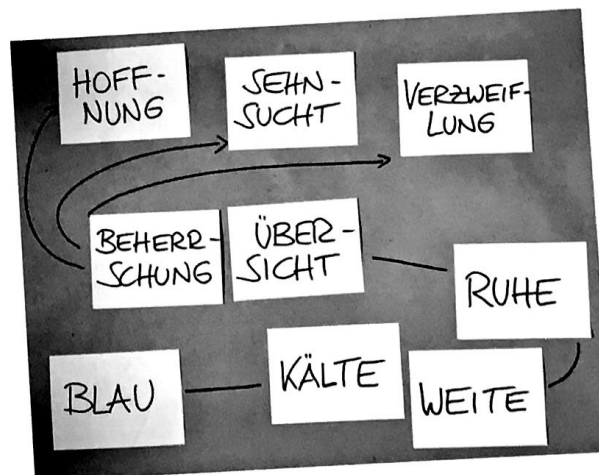 HOFF-
NUNG
SEHN-
SUCHT
VERZWEIF-
LUNG
BEHERR-
SCHUNG
ÜBER-
SICHT
RUHE
BLAU
KÄLTE
WEITE